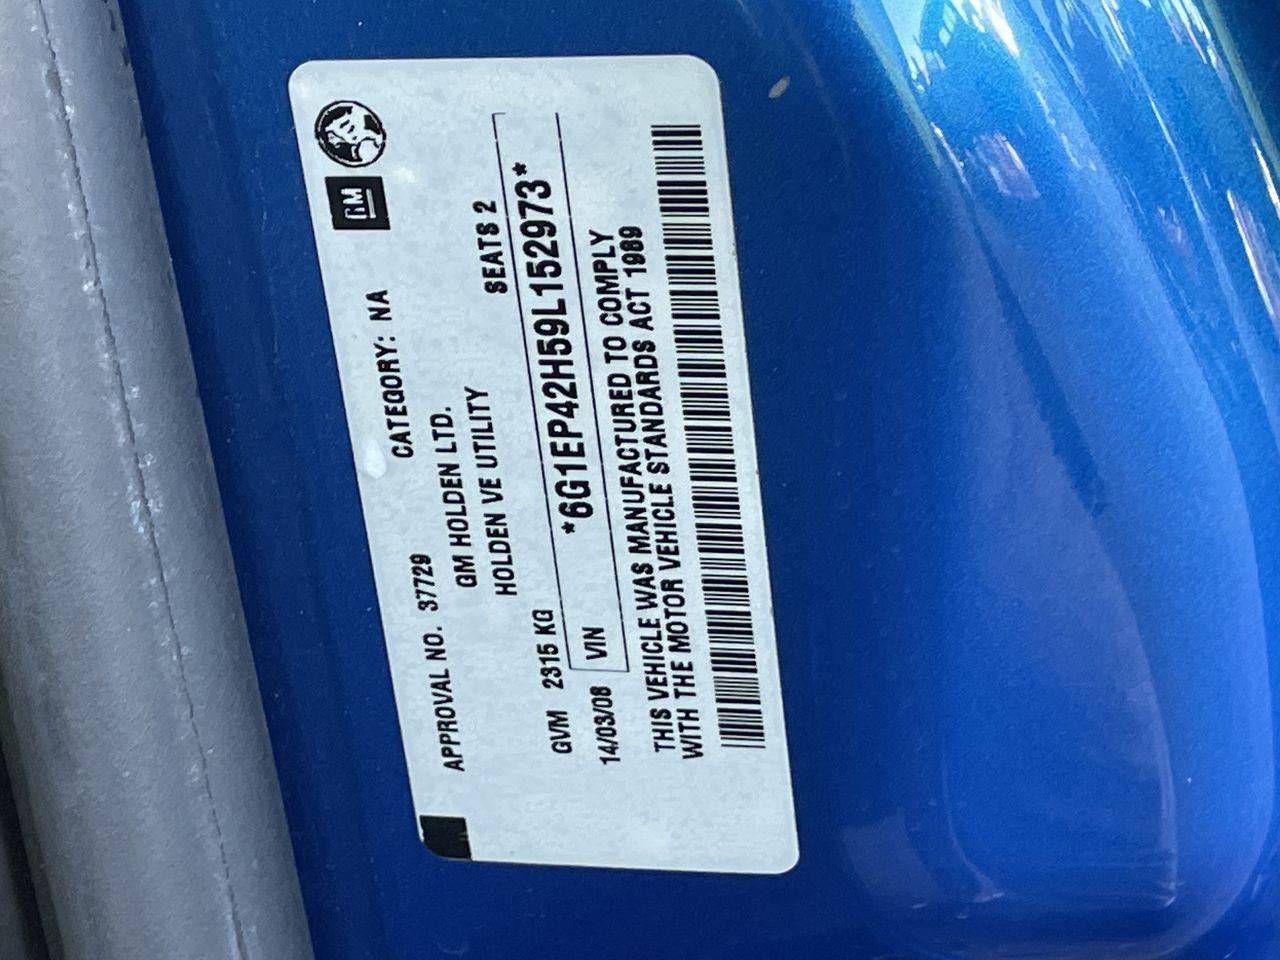 GM
APPROVAL NO. 37729 CATEGORY: NA
GM HOLDEN LTD.
HOLDEN VE UTILITY
GVM 2315 KG SEATS 2
14/03/08 VIN *6G1EP42H59L152973*
THIS VEHICLE WAS MANUFACTURED TO COMPLY
WITH THE MOTOR VEHICLE STANDARDS ACT 1989